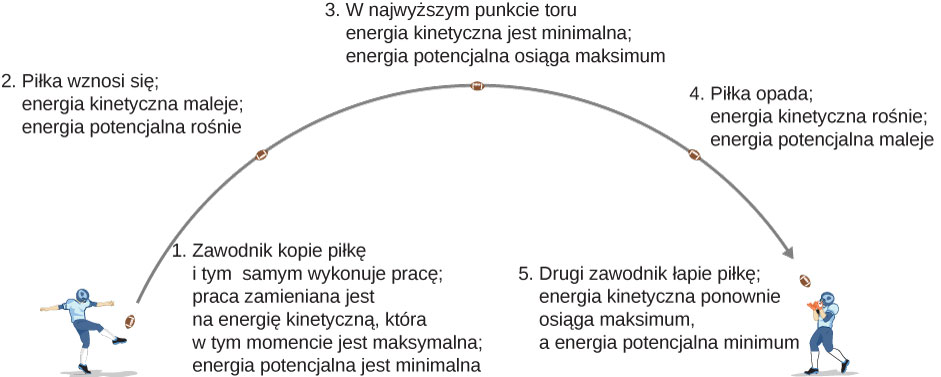 1. Zawodnik kopie piłkę
i tym samym wykonuje pracę;
praca zamieniana jest
na energię kinetyczną, która
w tym momencie jest maksymalna;
energia potencjalna jest minimalna
2. Piłka wznosi się;
energia kinetyczna maleje;
energia potencjalna rośnie
3. W najwyższym punkcie toru
energia kinetyczna jest minimalna;
energia potencjalna osiąga maksimum
4. Piłka opada;
energia kinetyczna rośnie;
energia potencjalna maleje
5. Drugi zawodnik łapie piłkę;
energia kinetyczna ponownie
osiąga maksimum,
a energia potencjalna minimum